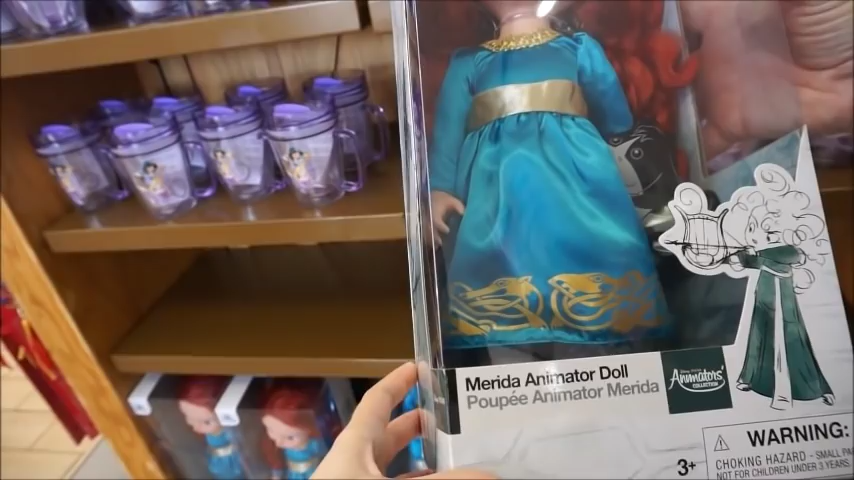 Merida Animator Doll
Poupée Animator Merida
Animators'
COLLECTION
3+
WARNING:
CHOKING HAZARD - SMALL PA
NOT FOR CHILDREN UNDER 3 YEARS